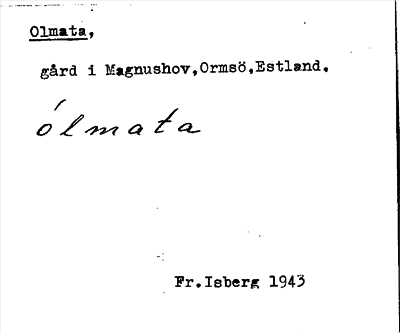 Olmata,
gård i Magnushov,Ormsö,Estland.
ólmata
Fr.Isberg 1943